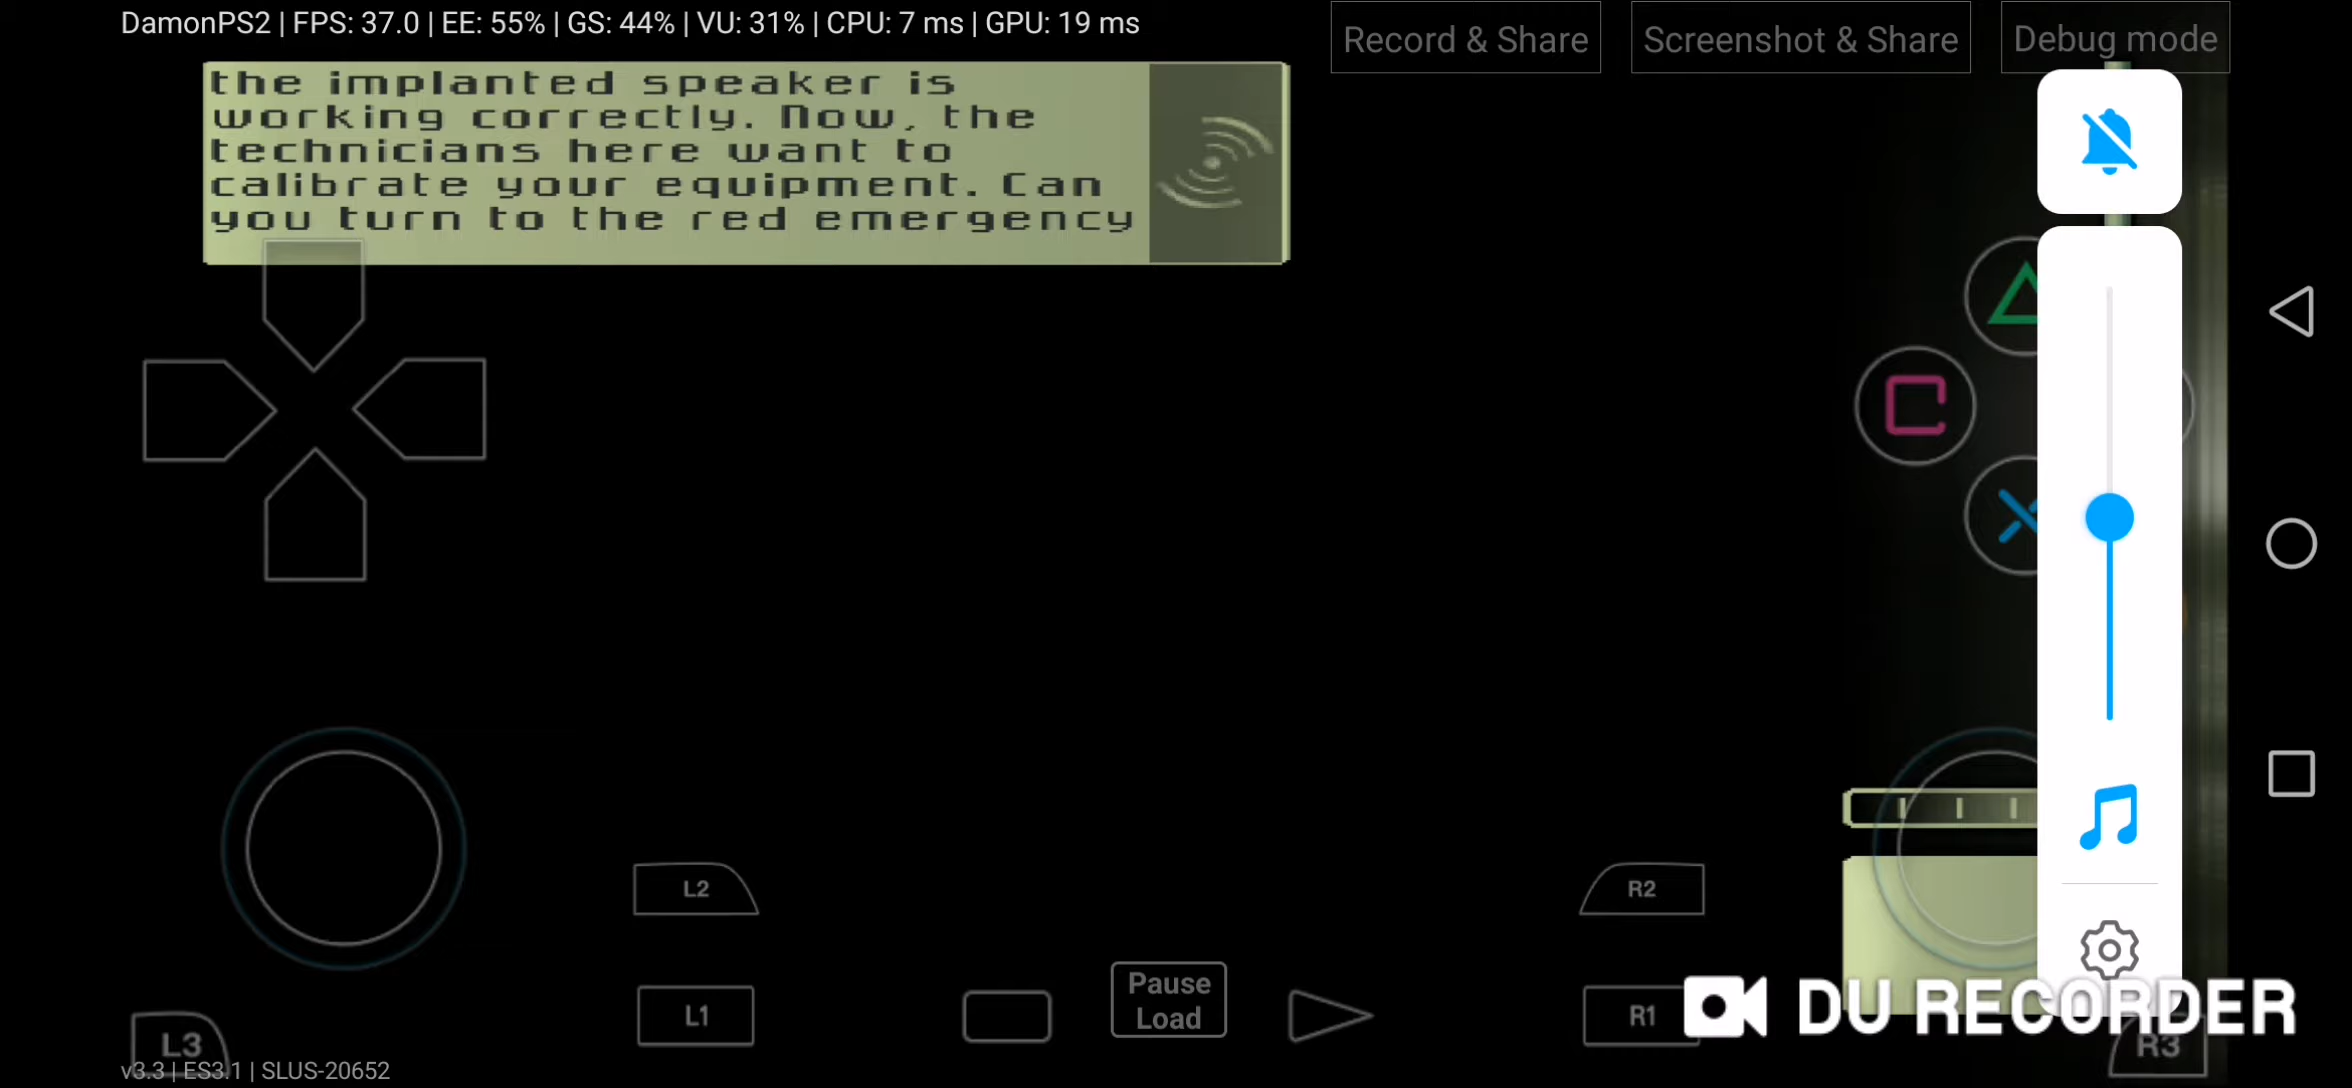 DamonPS2 | FPS: 37.0 | EE: 55% | GS: 44% | VU: 31% | CPU: 7 ms | GPU: 19 ms
Record & Share
Screenshot & Share
Debug mode
the implanted speaker is
working correctly. Now, the
technicians here want to
calibrate your equipment. Can
you turn to the red emergency
L2
R2
L1
Pause
Load
R1
DU RECORDER
L3
R3
v3.3 | ES3.1 | SLUS-20652